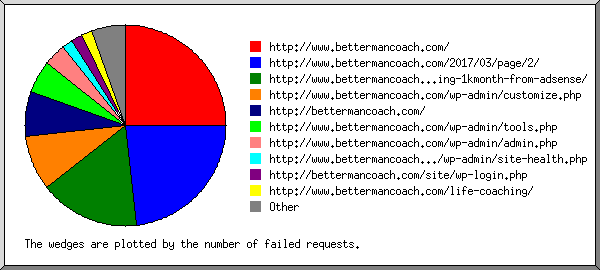 http://www.bettermancoach.com/
http://www.bettermancoach.com/2017/03/page/2/
http://www.bettermancoach...ing-1kmonth-from-adsense/
http://www.bettermancoach.com/wp-admin/customize.php
http://bettermancoach.com/
http://www.bettermancoach.com/wp-admin/tools.php
http://www.bettermancoach.com/wp-admin/admin.php
http://www.bettermancoach.../wp-admin/site-health.php
http://bettermancoach.com/site/wp-login.php
http://www.bettermancoach.com/life-coaching/
Other
The wedges are plotted by the number of failed requests.